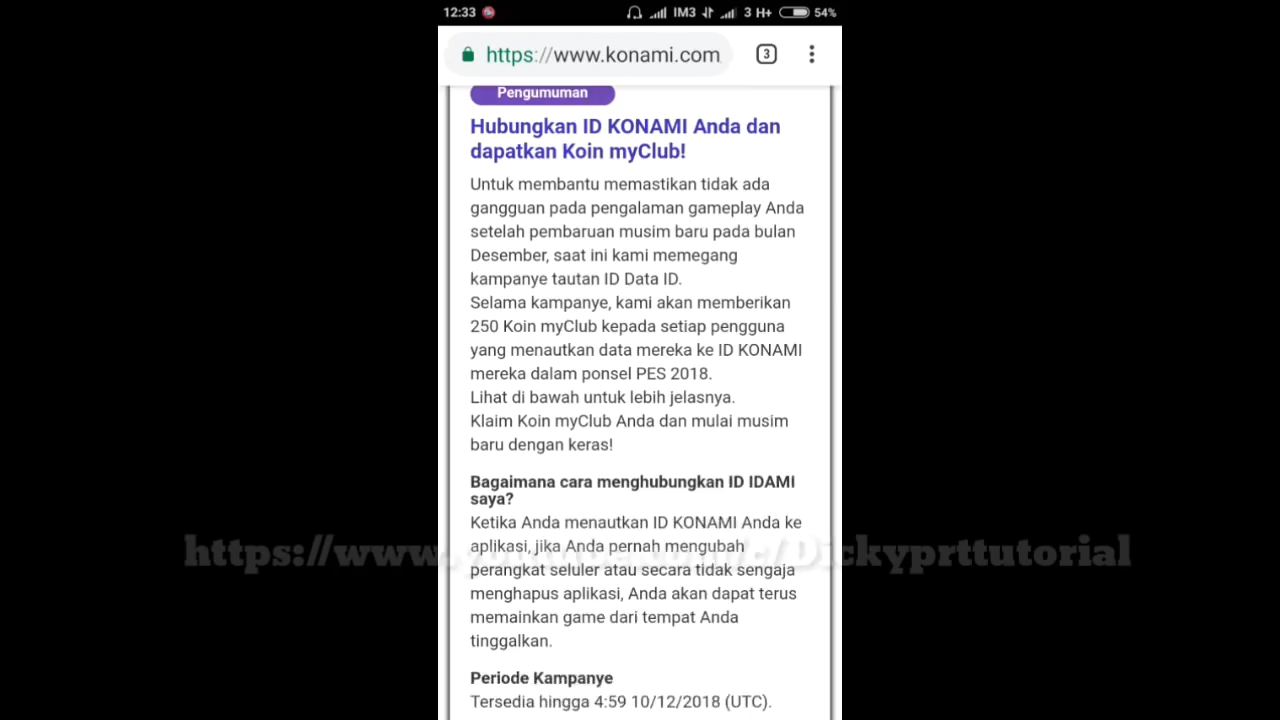 12:33 IM3 3 H+ 54%
https://www.konami.com 3
Pengumuman
Hubungkan ID KONAMI Anda dan
dapatkan Koin myClub!
Untuk membantu memastikan tidak ada
gangguan pada pengalaman gameplay Anda
setelah pembaruan musim baru pada bulan
Desember, saat ini kami memegang
kampanye tautan ID Data ID.
Selama kampanye, kami akan memberikan
250 Koin myClub kepada setiap pengguna
yang menautkan data mereka ke ID KONAMI
mereka dalam ponsel PES 2018.
Lihat di bawah untuk lebih jelasnya.
Klaim Koin myClub Anda dan mulai musim
baru dengan keras!
Bagaimana cara menghubungkan ID IDAMI
saya?
Ketika Anda menautkan ID KONAMI Anda ke
aplikasi, jika Anda pernah mengubah
https://www.youtube.com/c/Dickyprttutorial
perangkat seluler atau secara tidak sengaja
menghapus aplikasi, Anda akan dapat terus
memainkan game dari tempat Anda
tinggalkan.
Periode Kampanye
Tersedia hingga 4:59 10/12/2018 (UTC).